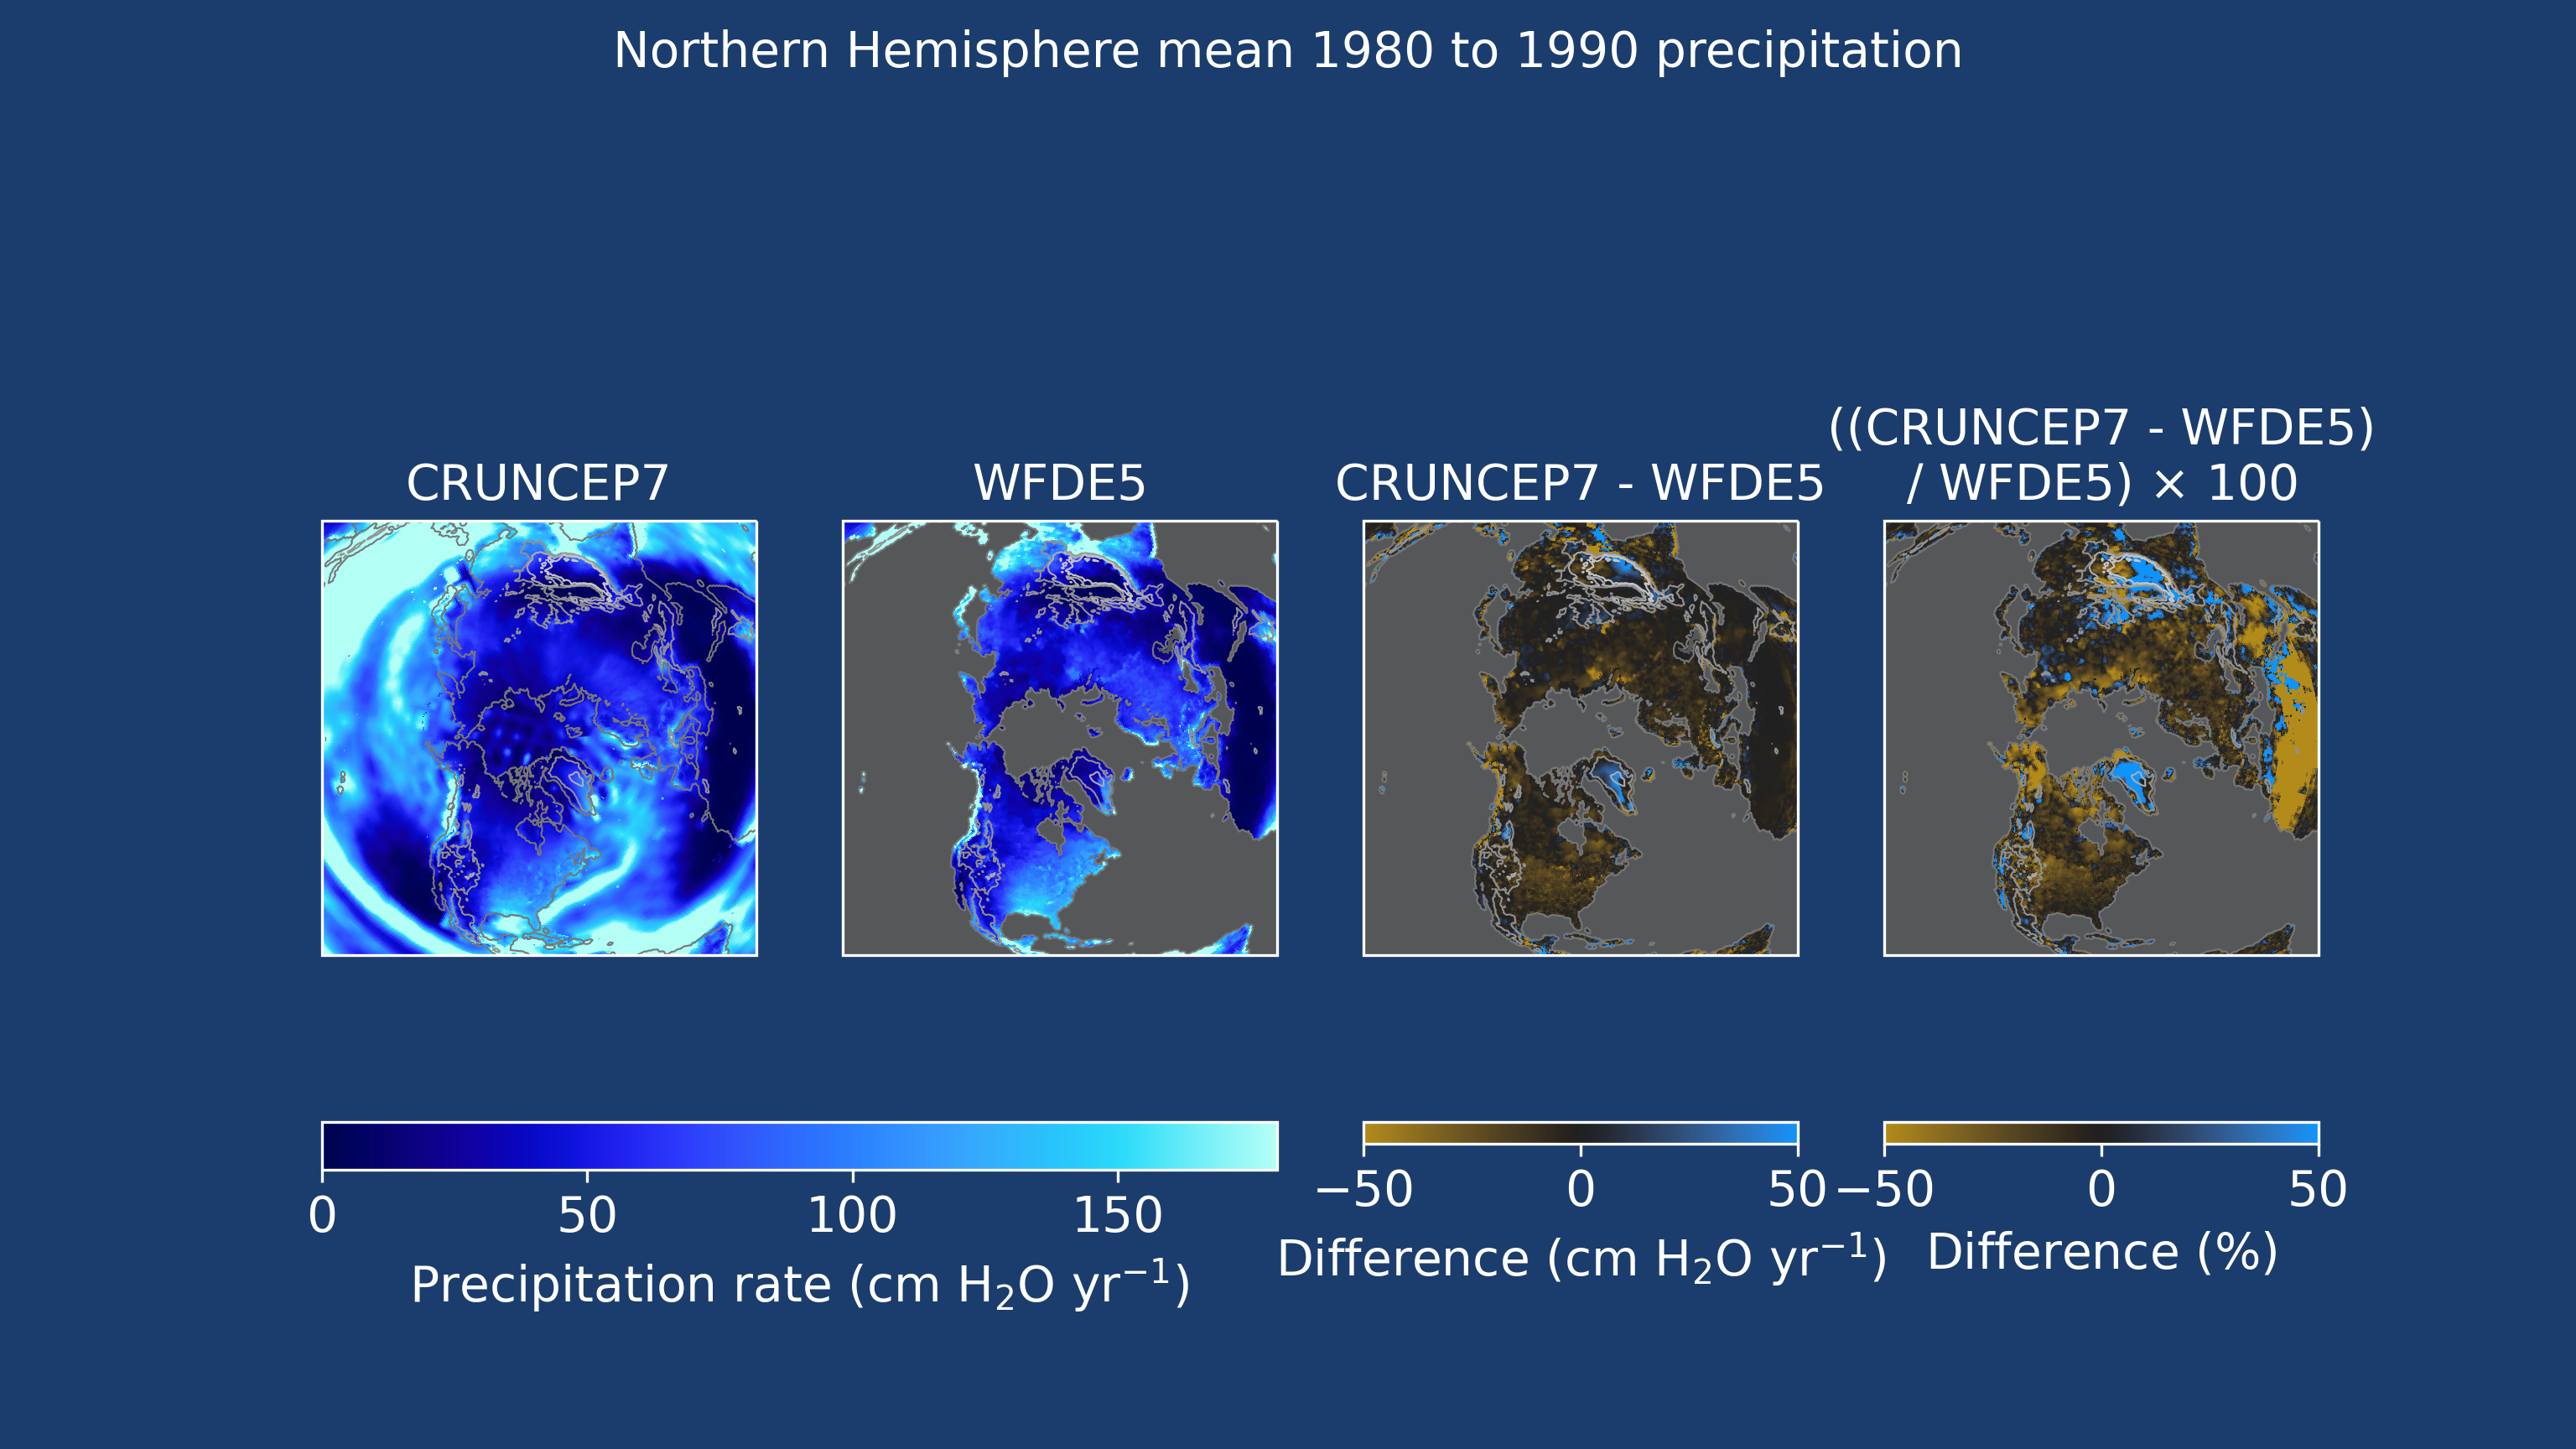 Northern Hemisphere mean 1980 to 1990 precipitation
CRUNCEP7
WFDE5
CRUNCEP7 - WFDE5
((CRUNCEP7 - WFDE5)
/ WFDE5) × 100
0 50 100 150
Precipitation rate (cm H₂O yr⁻¹)
−50 0 50
Difference (cm H₂O yr⁻¹)
−50 0 50
Difference (%)